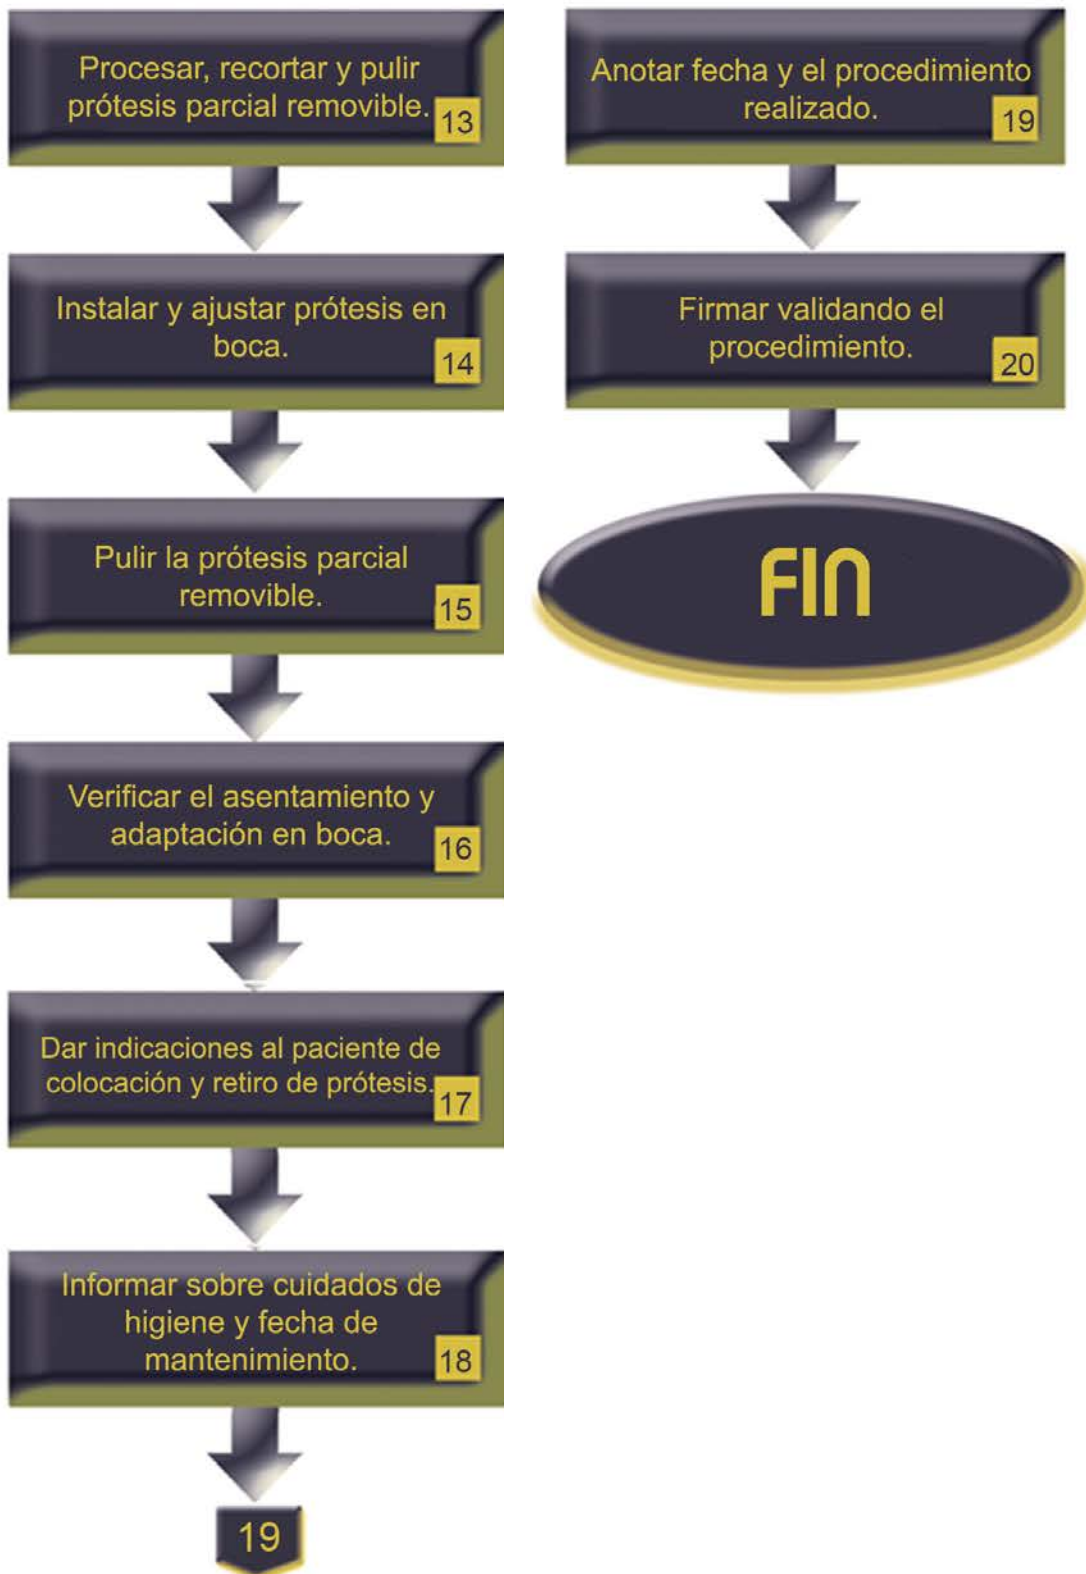 Procesar, recortar y pulir
prótesis parcial removible.
13
Instalar y ajustar prótesis en
boca.
14
Pulir la prótesis parcial
removible.
15
Verificar el asentamiento y
adaptación en boca.
16
Dar indicaciones al paciente de
colocación y retiro de prótesis.
17
Informar sobre cuidados de
higiene y fecha de
mantenimiento.
18
19
Anotar fecha y el procedimiento
realizado.
19
Firmar validando el
procedimiento.
20
FIN